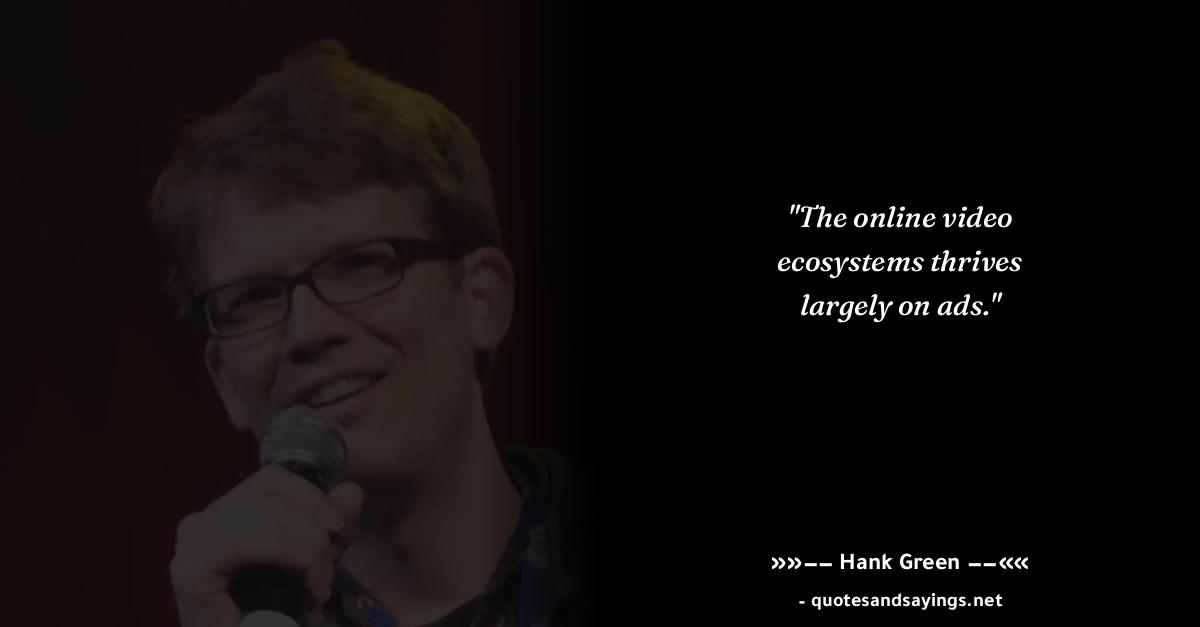 "The online video
ecosystems thrives
largely on ads."
»»−− Hank Green −−««
- quotesandsayings.net